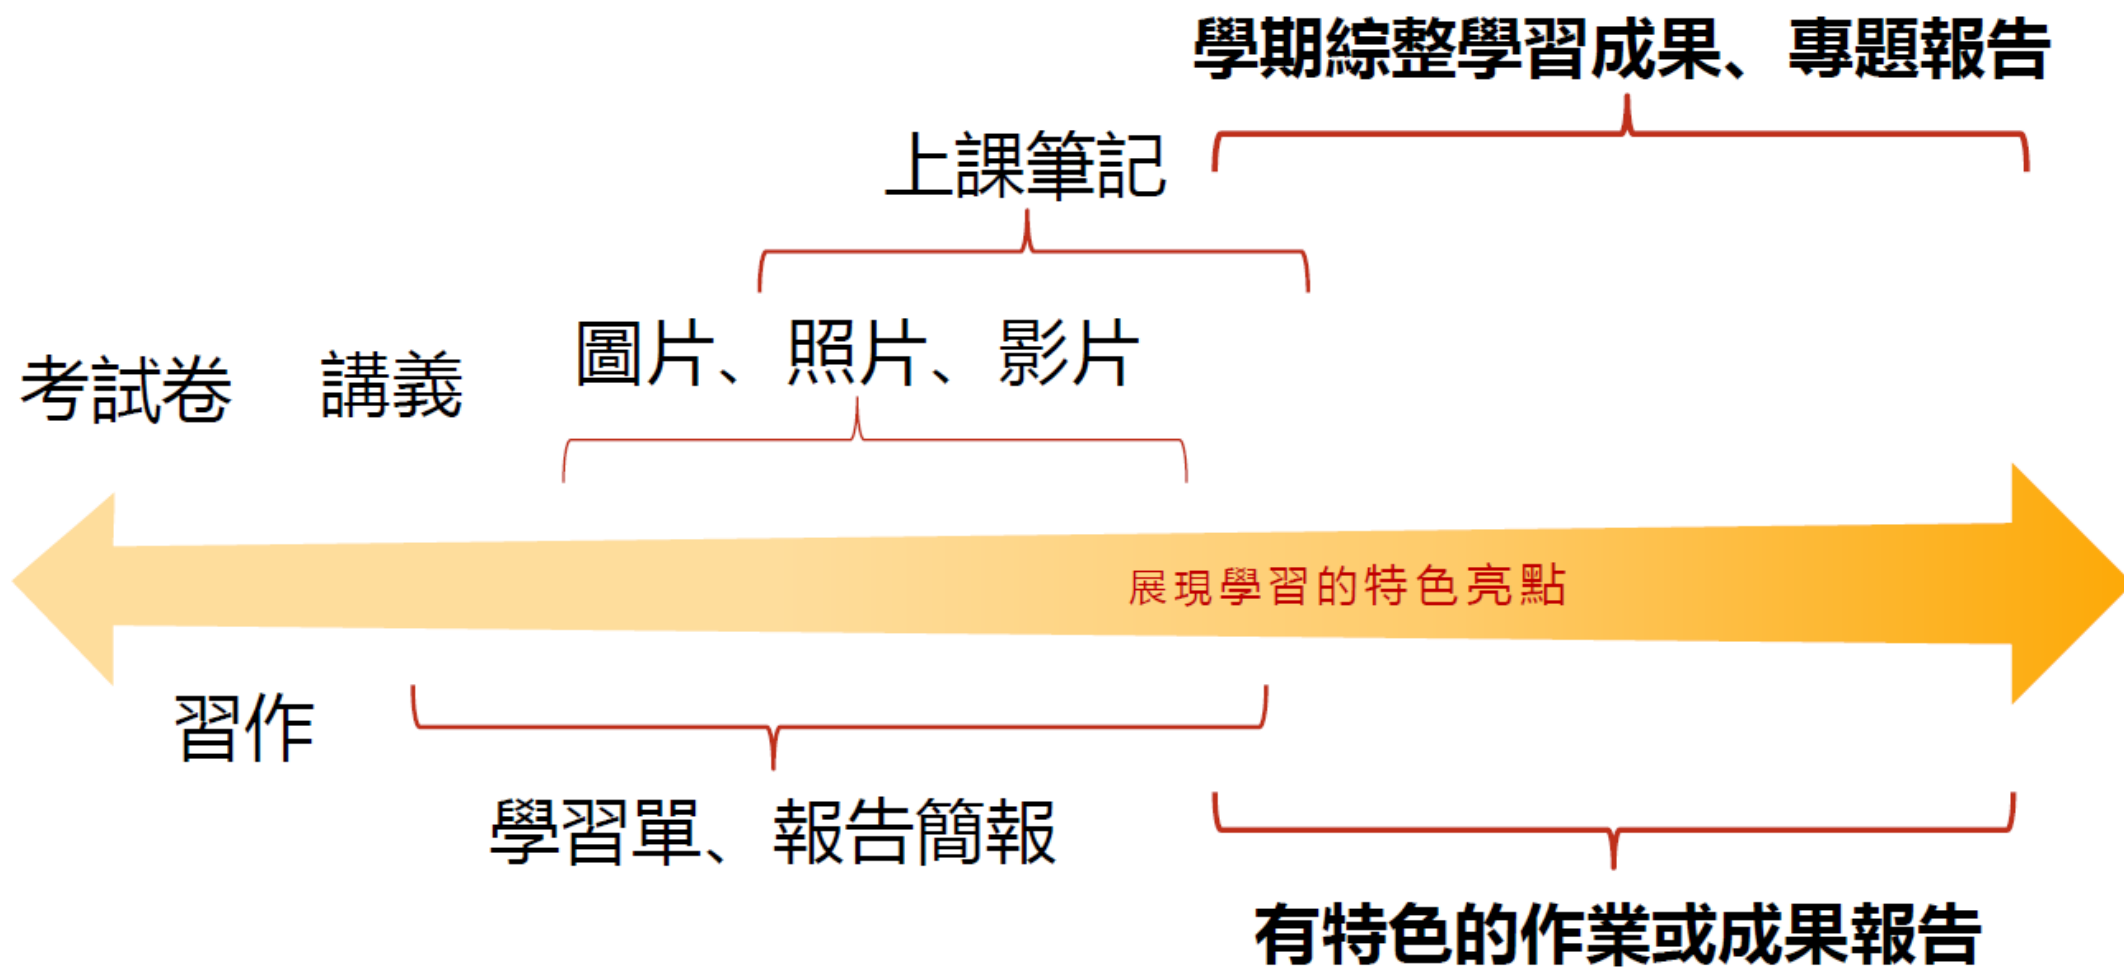 學期綜整學習成果、專題報告
上課筆記
圖片、照片、影片
考試卷
講義
展現學習的特色亮點
習作
學習單、報告簡報
有特色的作業或成果報告